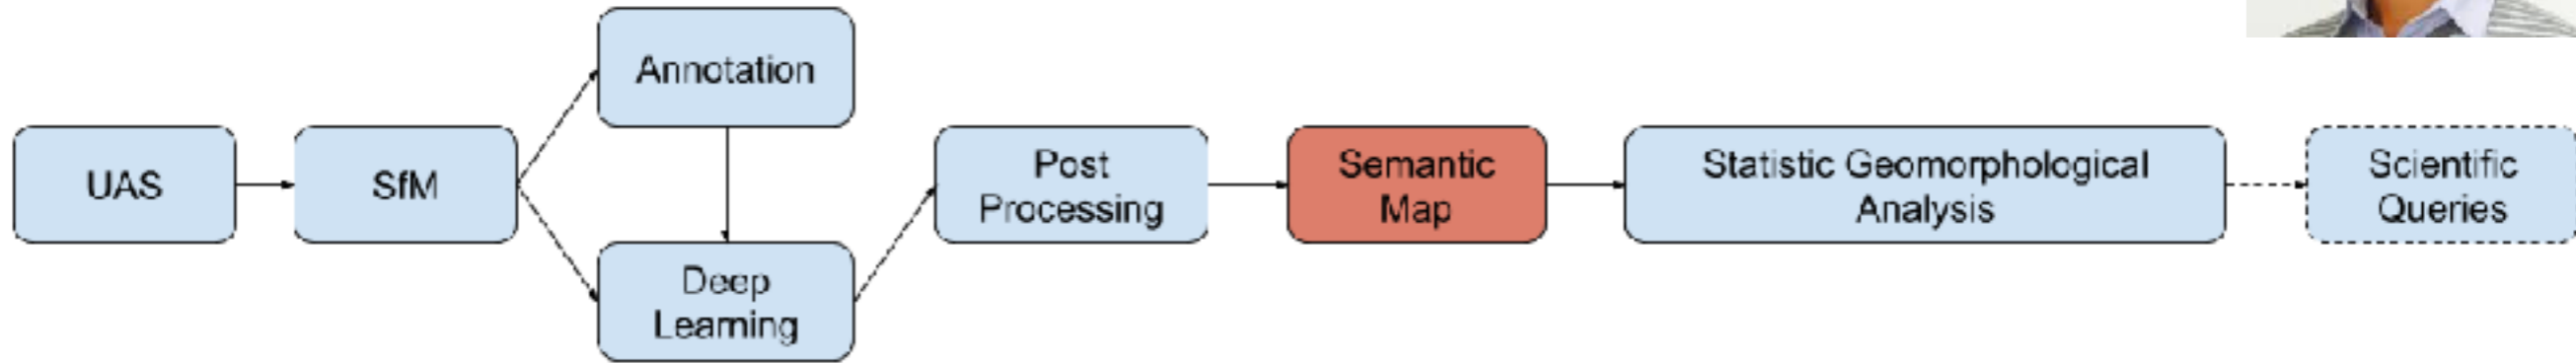 UAS
SfM
Annotation
Deep
Learning
Post
Processing
Semantic
Map
Statistic Geomorphological
Analysis
Scientific
Queries